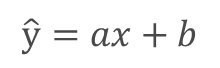 ŷ = ax + b